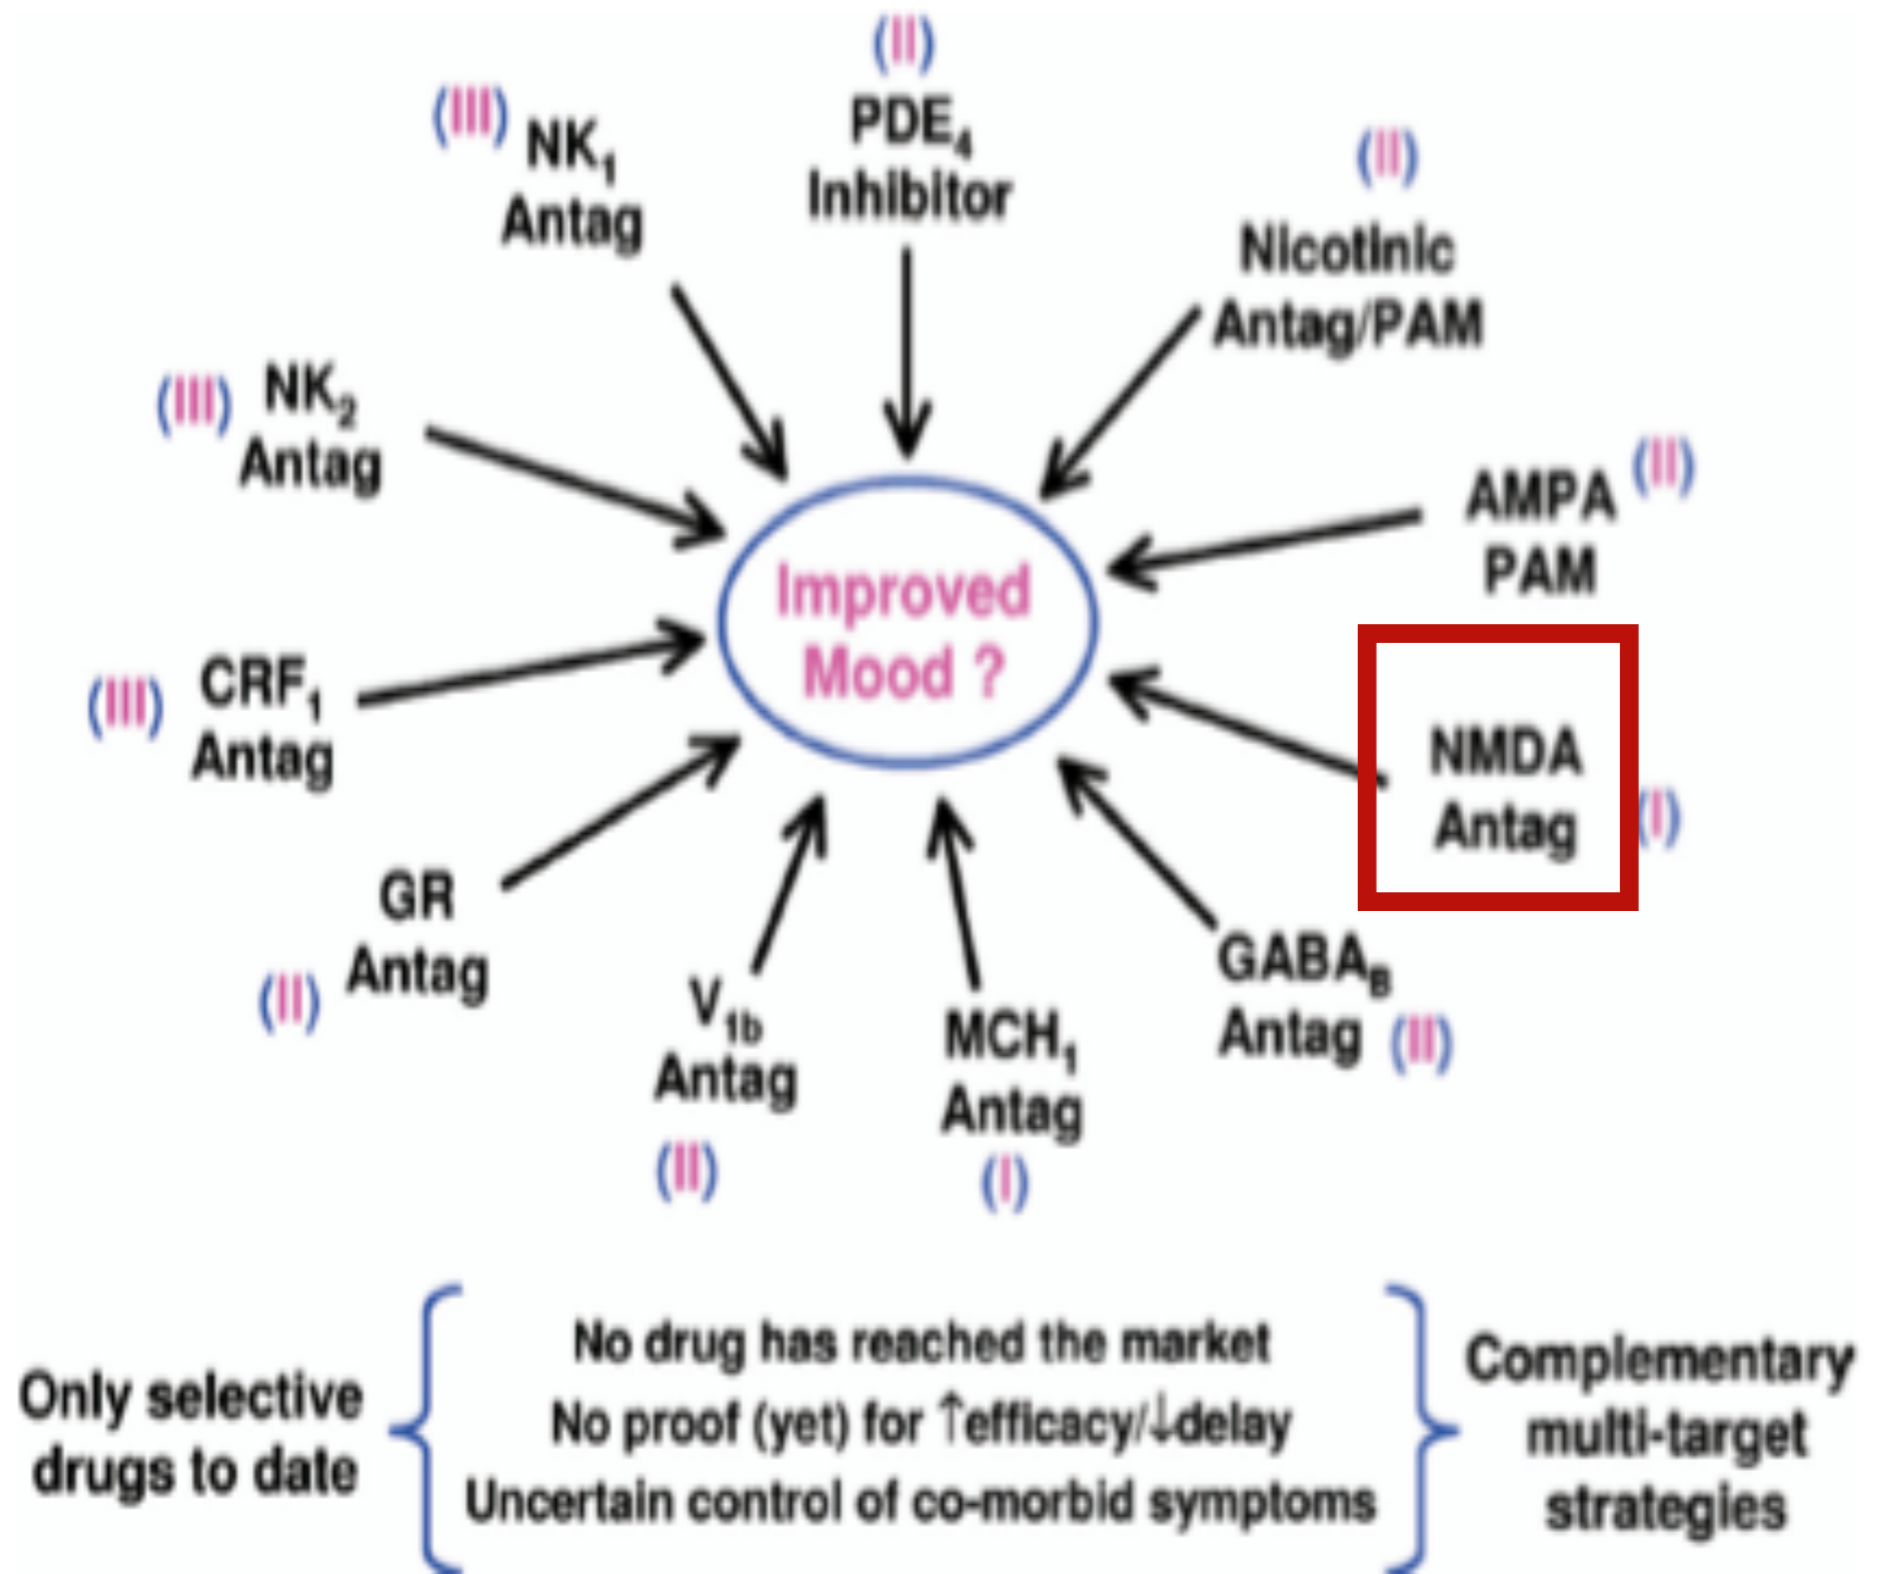 (II)
PDE4
Inhibitor
(III)
NK1
Antag
(II)
Nicotinic
Antag/PAM
(III)
NK2
Antag
AMPA (II)
PAM
Improved
Mood ?
(III)
CRF1
Antag
NMDA
Antag
(I)
GR
Antag
(II)
V1b
Antag
(II)
MCH1
Antag
(I)
GABAB
Antag (II)
Only selective
drugs to date
No drug has reached the market
No proof (yet) for ↑efficacy/↓delay
Uncertain control of co-morbid symptoms
Complementary
multi-target
strategies